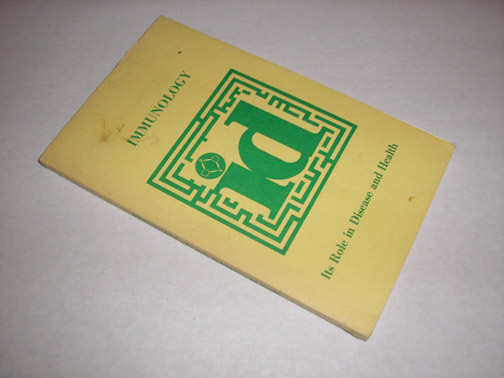 IMMUNOLOGY
id
Its Role in Disease and Health